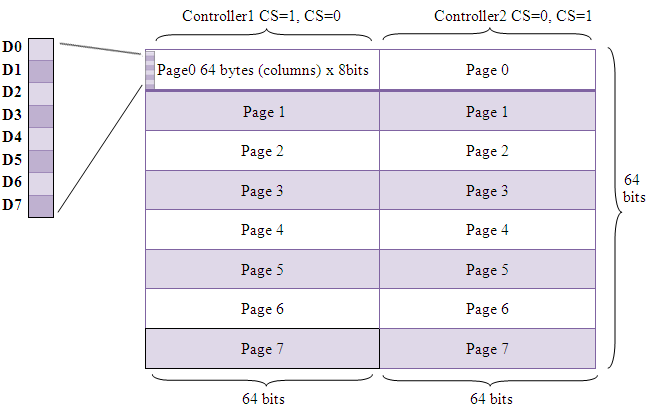 Controller1 CS=1, CS=0
Controller2 CS=0, CS=1
D0
D1
D2
D3
D4
D5
D6
D7
Page0 64 bytes (columns) x 8bits
Page 0
Page 1
Page 1
Page 2
Page 2
Page 3
Page 3
Page 4
Page 4
Page 5
Page 5
Page 6
Page 6
Page 7
Page 7
64
bits
64 bits
64 bits